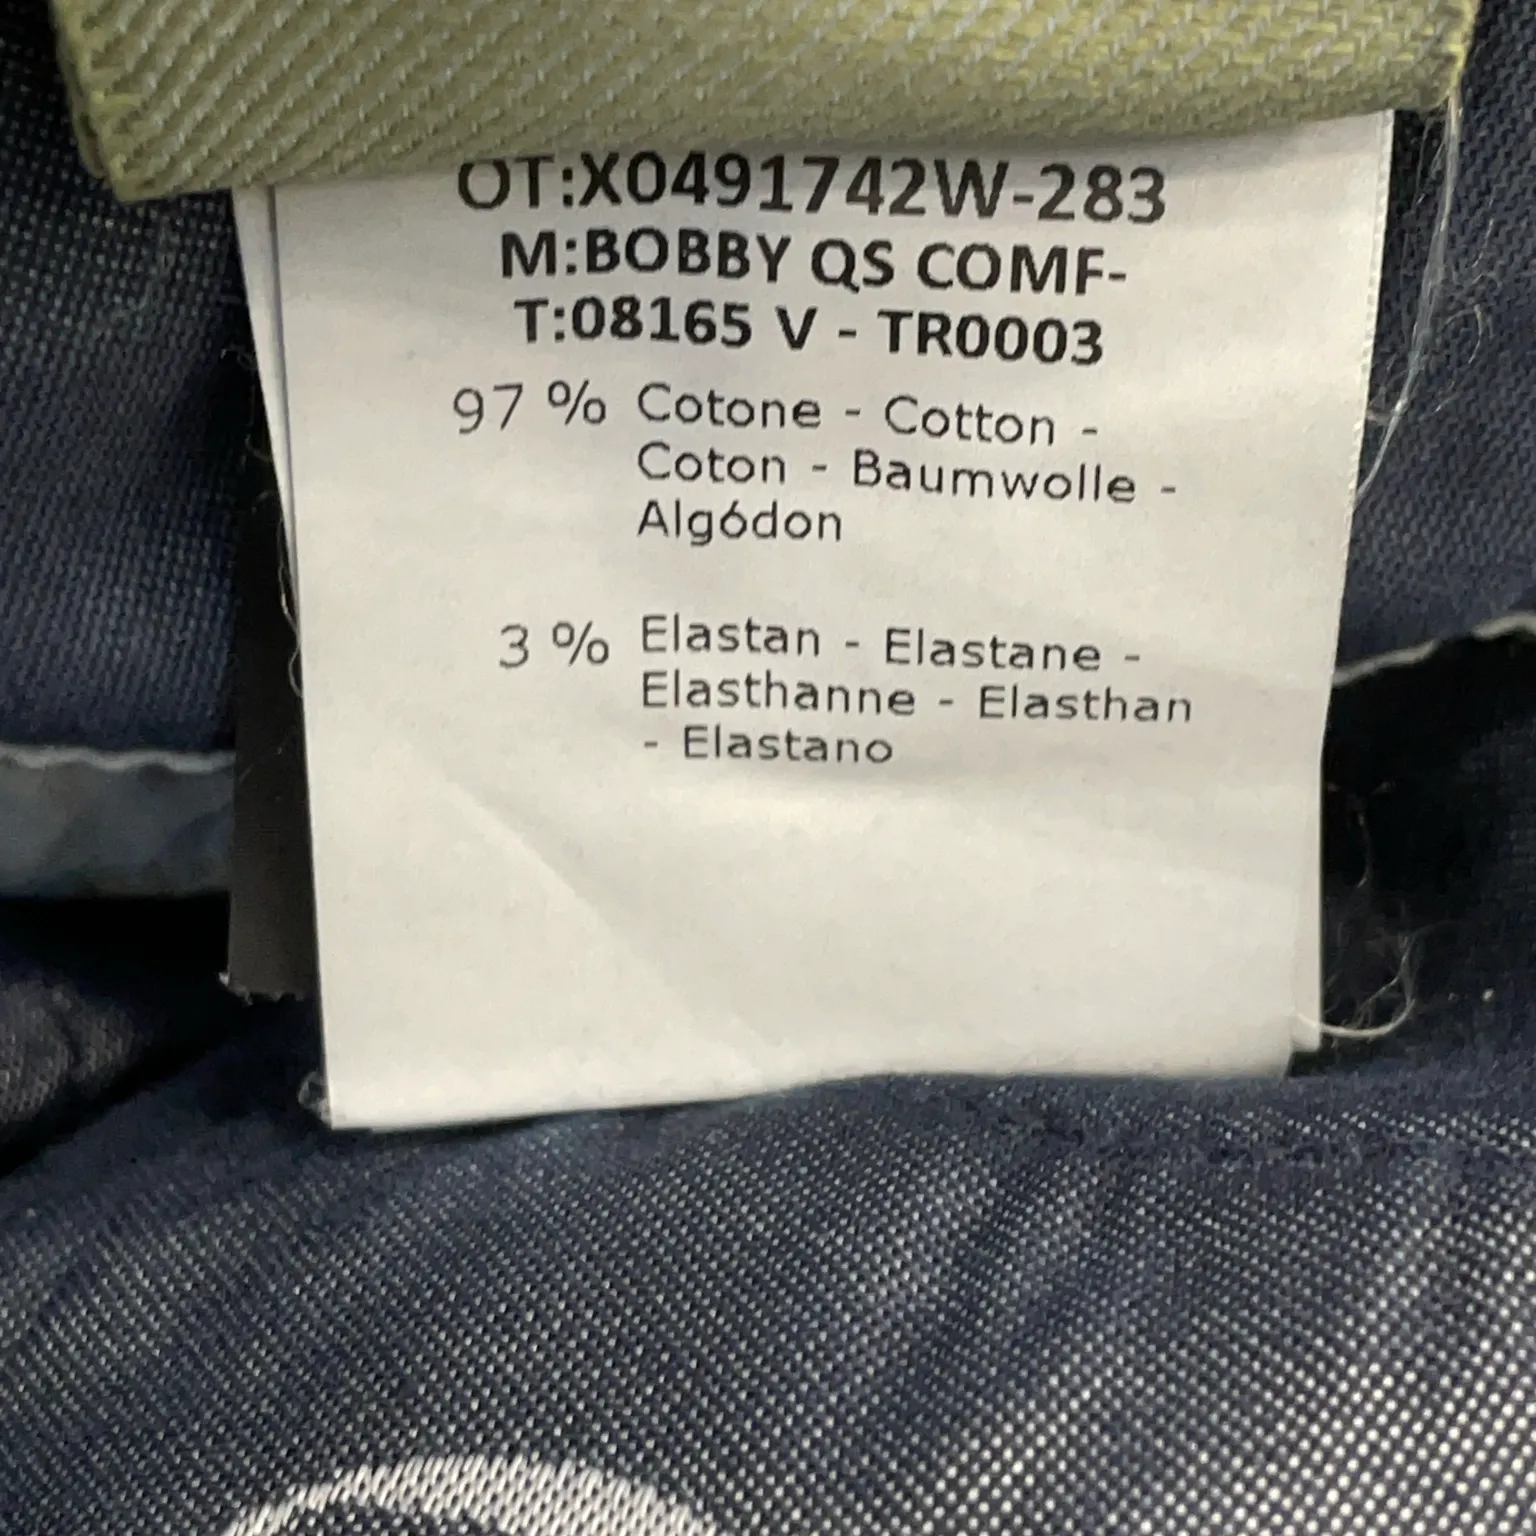 OT:X0491742W-283
M:BOBBY QS COMF-
T:08165 V - TR0003
97 % Cotone - Cotton -
Coton - Baumwolle -
Algódon
3 % Elastan - Elastane -
Elasthanne - Elasthan
- Elastano